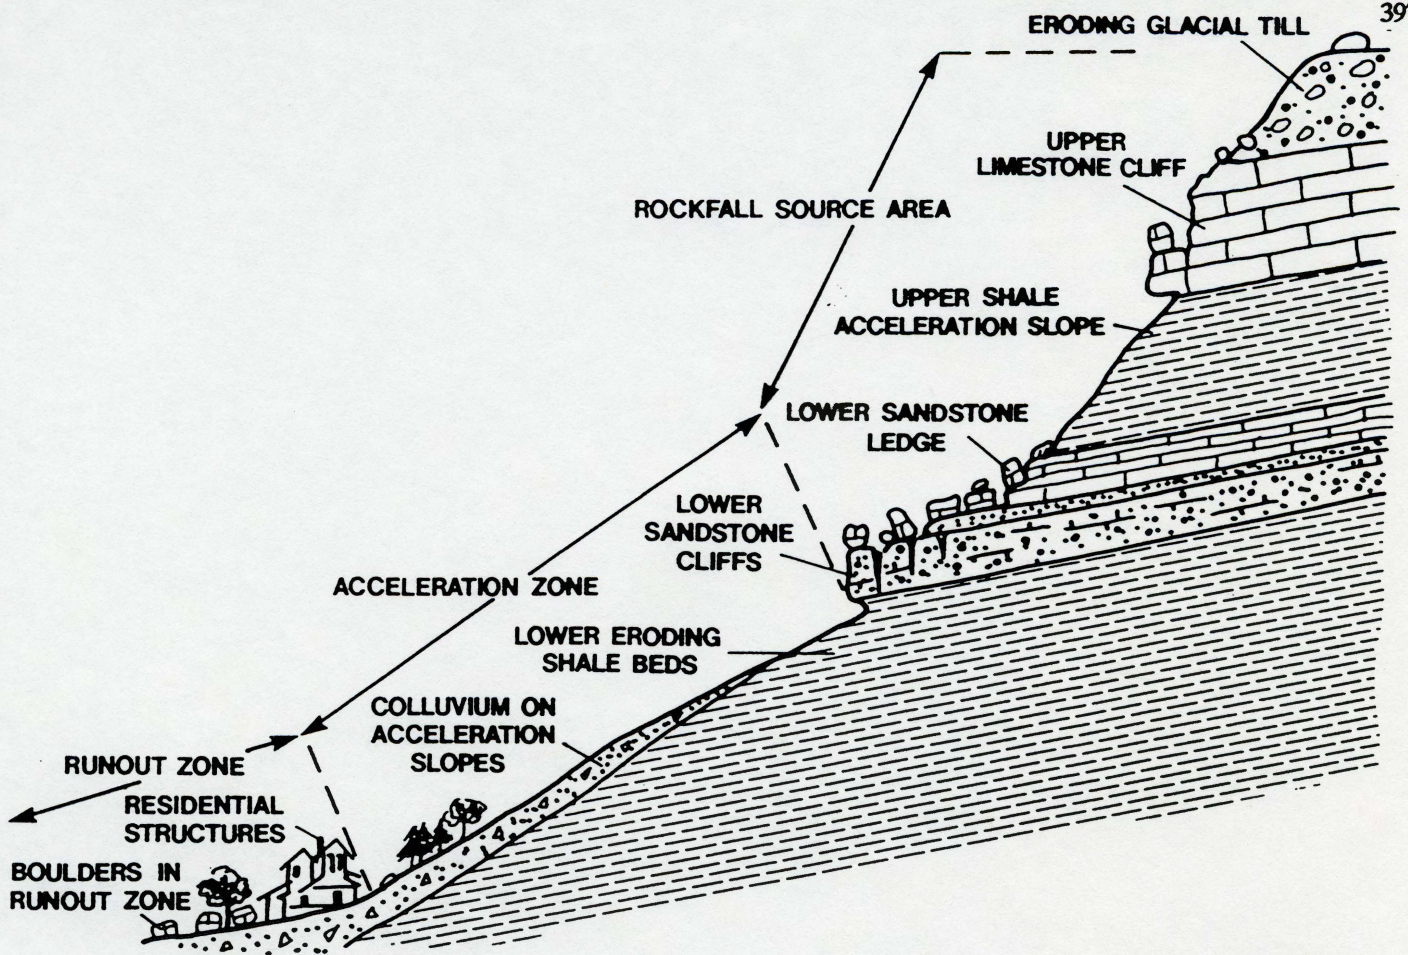 39
ERODING GLACIAL TILL
UPPER
LIMESTONE CLIFF
ROCKFALL SOURCE AREA
UPPER SHALE
ACCELERATION SLOPE
LOWER SANDSTONE
LEDGE
LOWER
SANDSTONE
CLIFFS
ACCELERATION ZONE
LOWER ERODING
SHALE BEDS
COLLUVIUM ON
ACCELERATION
SLOPES
RUNOUT ZONE
RESIDENTIAL
STRUCTURES
BOULDERS IN
RUNOUT ZONE